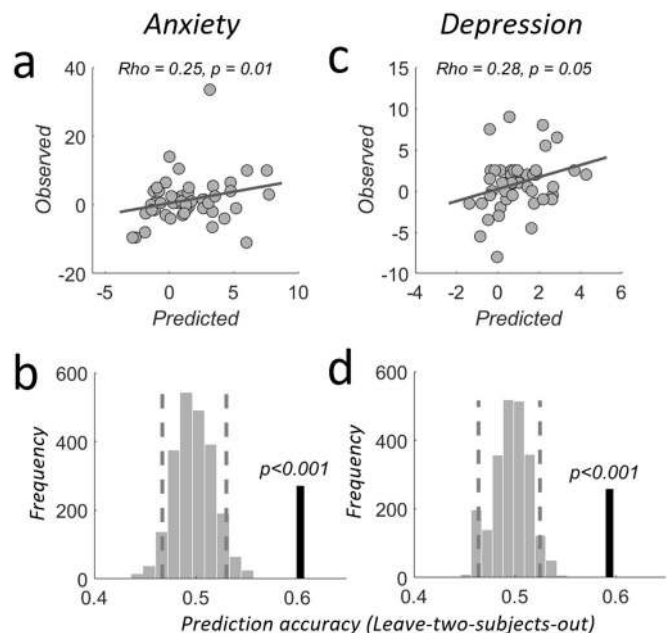 Anxiety
Depression
a
Rho = 0.25, p = 0.01
40
20
0
-20
Observed
-5
0
5
10
Predicted
c
Rho = 0.28, p = 0.05
15
10
5
0
-5
-10
Observed
-4
-2
0
2
4
6
Predicted
b
600
400
200
0
Frequency
p<0.001
0.4
0.5
0.6
d
600
400
200
0
Frequency
p<0.001
0.4
0.5
0.6
Prediction accuracy (Leave-two-subjects-out)